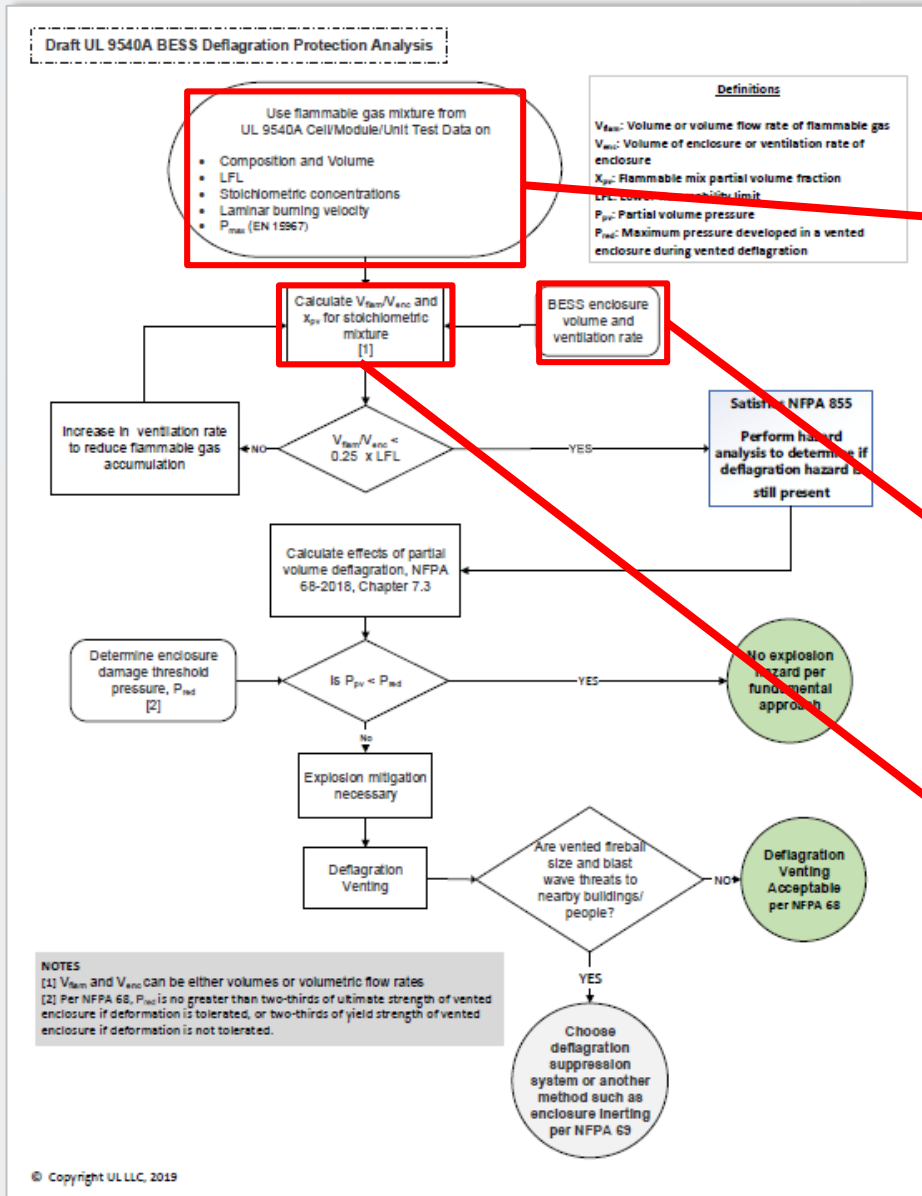 Draft UL 9540A BESS Deflagration Protection Analysis
Use flammable gas mixture from
UL 9540A Cell/Module/Unit Test Data on
• Composition and Volume
• LFL
• Stoichiometric concentrations
• Laminar burning velocity
• Pmax (EN 15967)
Definitions
Vflam: Volume or volume flow rate of flammable gas
Venc: Volume of enclosure or ventilation rate of
enclosure
Xpv: Flammable mix partial volume fraction
LFL: Lower limit
Ppv: Partial volume pressure
Pred: Maximum pressure developed in a vented
enclosure during vented deflagration
Calculate Vflam/Venc and
xpv for stoichiometric
mixture
[1]
BESS enclosure
volume and
ventilation rate
Increase in ventilation rate
to reduce flammable gas
accumulation
NO
Vflam/Venc <
0.25 x LFL
YES
Satisfies NFPA 855
Perform hazard
analysis to determine if
deflagration hazard is
still present
Calculate effects of partial
volume deflagration, NFPA
68-2018, Chapter 7.3
Determine enclosure
damage threshold
pressure, Pred
[2]
Is Ppv < Pred
YES
No explosion
hazard per
fundamental
approach
No
Explosion mitigation
necessary
Deflagration
Venting
Are vented fireball
size and blast
wave threats to
nearby buildings/
people?
NO
Deflagration
Venting
Acceptable
per NFPA 68
YES
Choose
deflagration
suppression
system or another
method such as
enclosure inerting
per NFPA 69
NOTES
[1] Vflam and Venc can be either volumes or volumetric flow rates
[2] Per NFPA 68, Pred is no greater than two-thirds of ultimate strength of vented
enclosure if deformation is tolerated, or two-thirds of yield strength of vented
enclosure if deformation is not tolerated.
© Copyright UL LLC, 2019